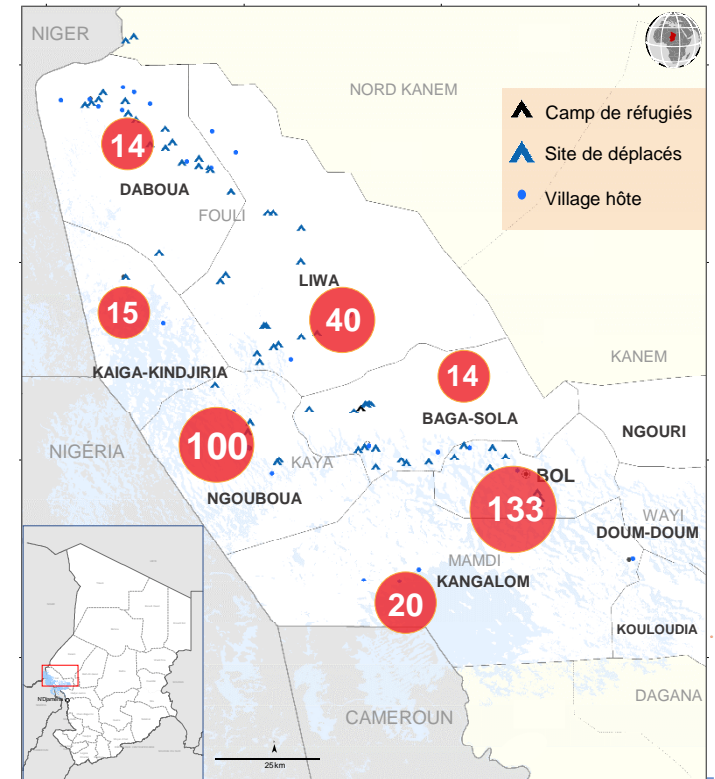 NIGER
NORD KANEM
Camp de réfugiés
Site de déplacés
Village hôte
14
DABOUA
FOULI
LIWA
15
40
KANEM
KAIGA-KINDJIRIA
14
BAGA-SOLA
NGOURI
100
NIGÉRIA
KAYA
BOL
NGOUBOUA
133
WAYI
DOUM-DOUM
MAMDI
KANGALOM
20
KOULOUDIA
DAGANA
N'Djaména
CAMEROUN
25km